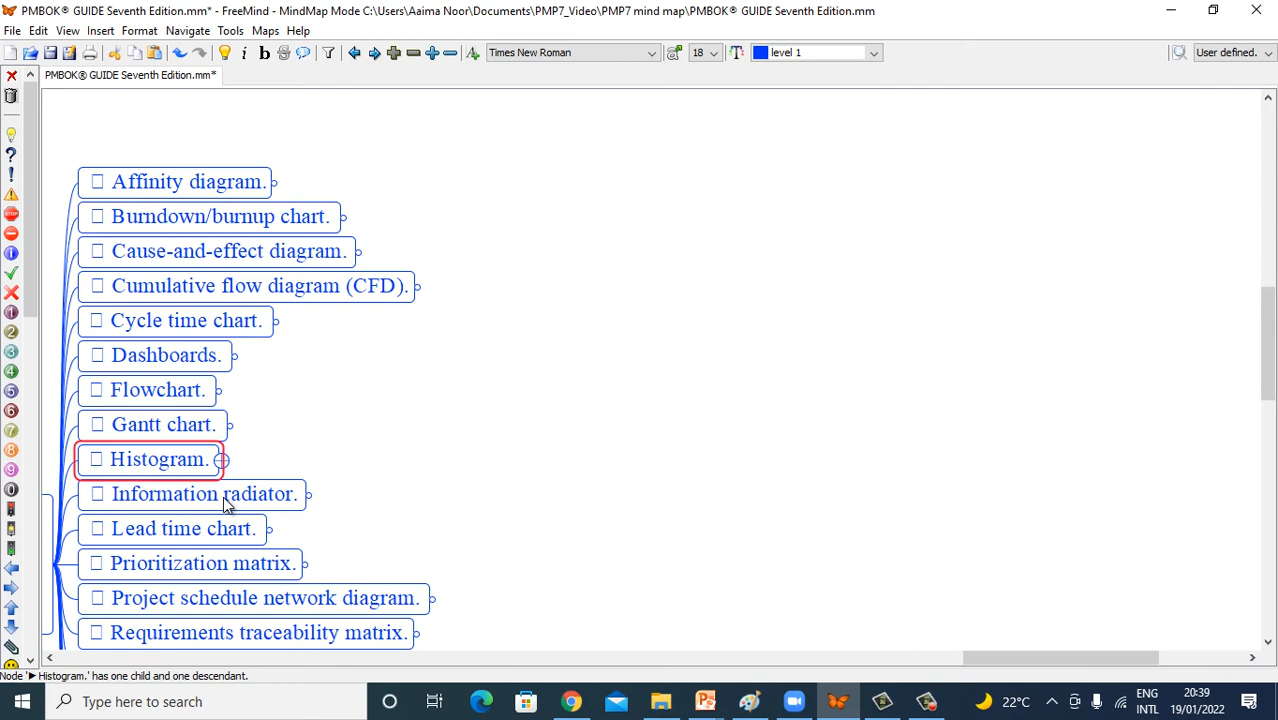 PMBOK® GUIDE Seventh Edition.mm* - FreeMind - MindMap Mode C:\Users\Aaima Noor\Documents\PMP7_Video\PMP7 mind map\PMBOK® GUIDE Seventh Edition.mm
File Edit View Insert Format Navigate Tools Maps Help
Times New Roman 18 level 1 User defined.
PMBOK® GUIDE Seventh Edition.mm*
Affinity diagram.
Burndown/burnup chart.
Cause-and-effect diagram.
Cumulative flow diagram (CFD).
Cycle time chart.
Dashboards.
Flowchart.
Gantt chart.
Histogram.
Information radiator.
Lead time chart.
Prioritization matrix.
Project schedule network diagram.
Requirements traceability matrix.
Node '► Histogram.' has one child and one descendant.
Type here to search
22°C
ENG
INTL
20:39
19/01/2022